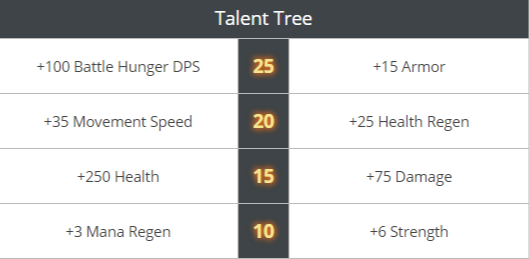 Talent Tree
+100 Battle Hunger DPS 25 +15 Armor
+35 Movement Speed 20 +25 Health Regen
+250 Health 15 +75 Damage
+3 Mana Regen 10 +6 Strength